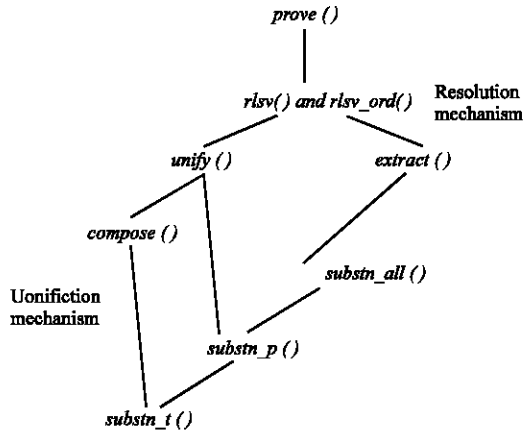 prove ( )
rlsv() and rlsv_ord()
Resolution
mechanism
unify ( )
extract ( )
compose ( )
substn_all ( )
Uonifiction
mechanism
substn_p ( )
substn_t ( )